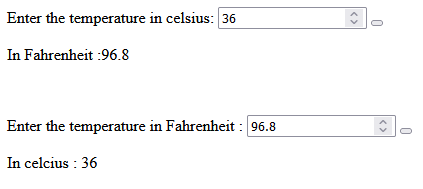 Enter the temperature in celsius: 36
In Fahrenheit :96.8
Enter the temperature in Fahrenheit : 96.8
In celcius : 36